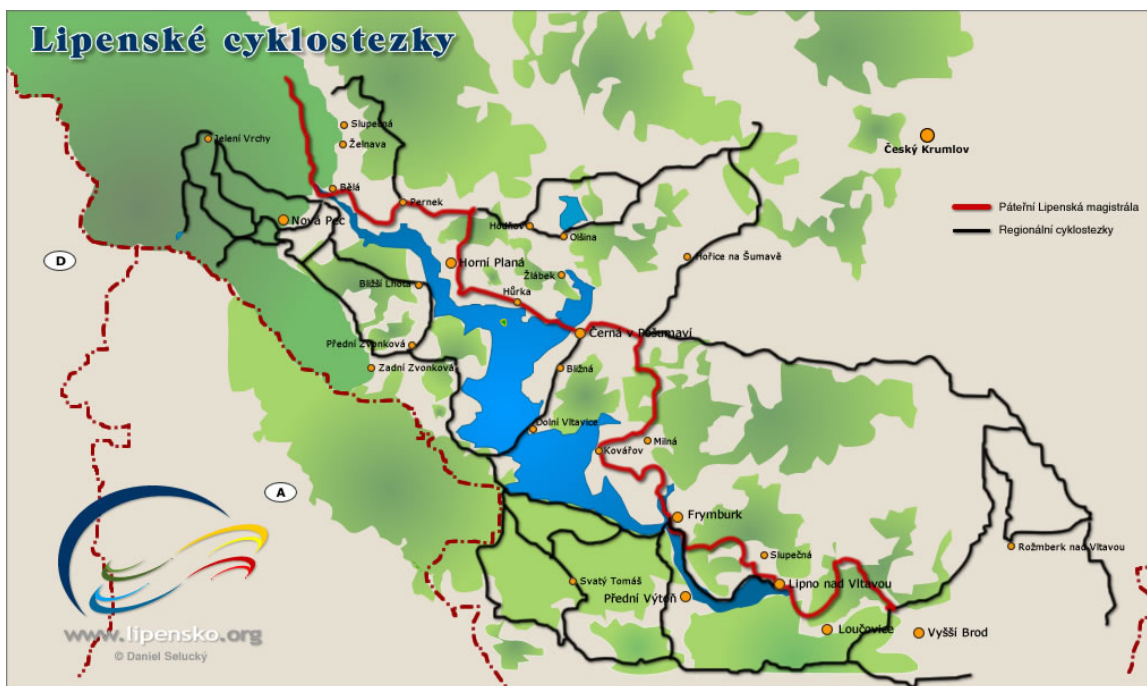 Lipenské cyklostezky
Slupečná
Želnava
Jelení Vrchy
Český Krumlov
Bělá
Pernek
Páteřní Lipenská magistrála
Nová Pec
Hodňov
Regionální cyklostezky
Olšina
D
Horní Planá
Hořice na Šumavě
Žlábek
Bližší Lhota
Hůrka
Černá v Pošumaví
Přední Zvonková
Zadní Zvonková
Bližná
Dolní Vltavice
Milná
Kovářov
A
Frymburk
Rožmberk nad Vltavou
Slupečná
Svatý Tomáš
Lipno nad Vltavou
Přední Výtoň
Loučovice
Vyšší Brod
www.lipensko.org
© Daniel Selucký